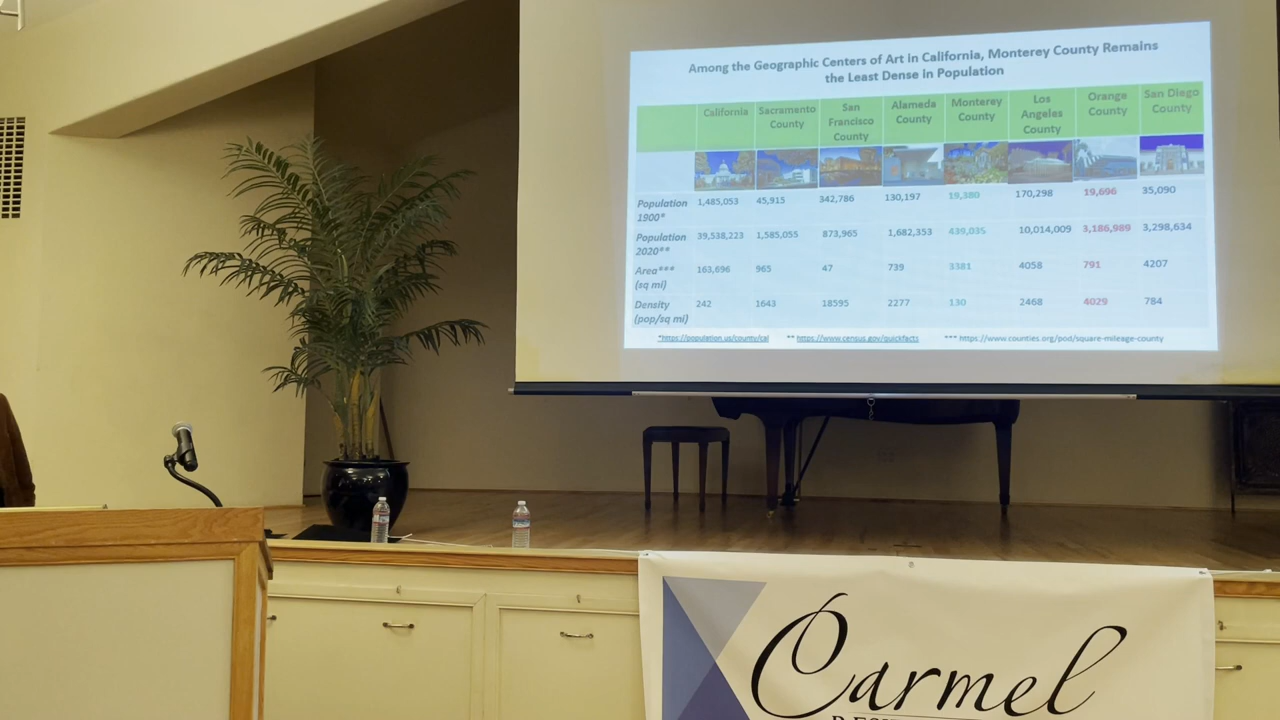 Among the Geographic Centers of Art in California, Monterey County Remains
the Least Dense in Population
California Sacramento County San Francisco County Alameda County Monterey County Los Angeles County Orange County San Diego County
Population 1900* 1,485,053 45,915 342,786 130,197 19,380 170,298 19,696 35,090
Population 2020** 39,538,223 1,585,055 873,965 1,682,353 439,035 10,014,009 3,186,989 3,298,634
Area*** (sq mi) 163,696 965 47 739 3381 4058 791 4207
Density (pop/sq mi) 242 1643 18595 2277 130 2468 4029 784
*https://population.us/county/cal ** https://www.census.gov/quickfacts *** https://www.counties.org/pod/square-mileage-county
Carmel